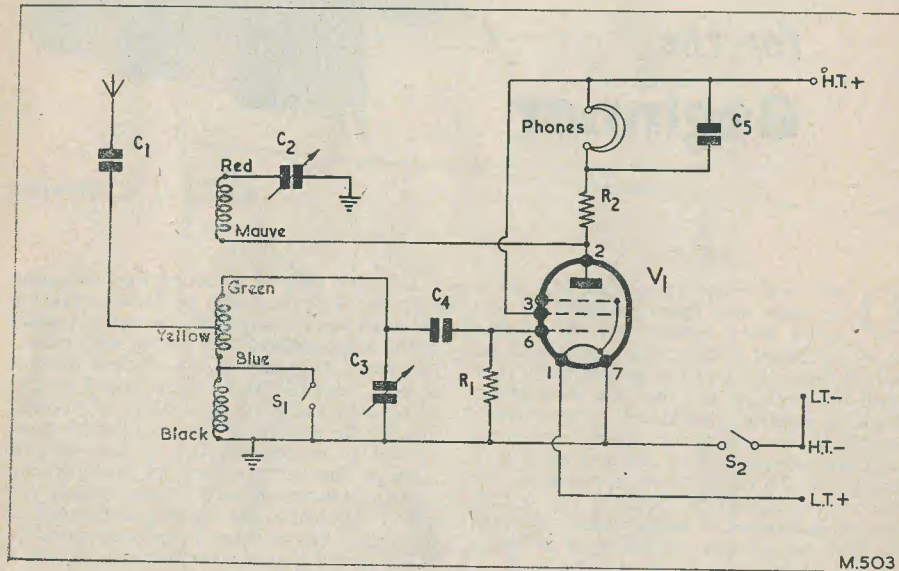 H.T.+
Phones
C5
C1
C2
Red
R2
Mauve
2
V1
Green
C4
3
Yellow
6
Blue
C3
1
7
R1
S1
L.T.-
Black
S2
H.T.-
L.T.+
M.503